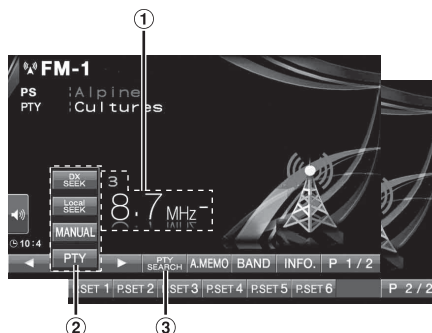 ①
FM-1
PS ¦Alpine
PTY ¦Cultures
DX SEEK
3
Local SEEK
8.7 MHz
MANUAL
10:4
PTY
PTY SEARCH A.MEMO BAND INFO. P 1/2
SET 1 P.SET 2 SET 3 P.SET 4 P.SET 5 P.SET 6 P 2/2
② ③